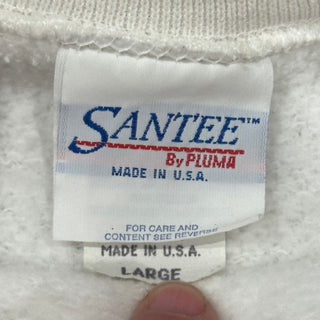 SANTEE™
By PLUMA
MADE IN U.S.A.
FOR CARE AND
CONTENT SEE REVERSE
MADE IN U.S.A.
LARGE